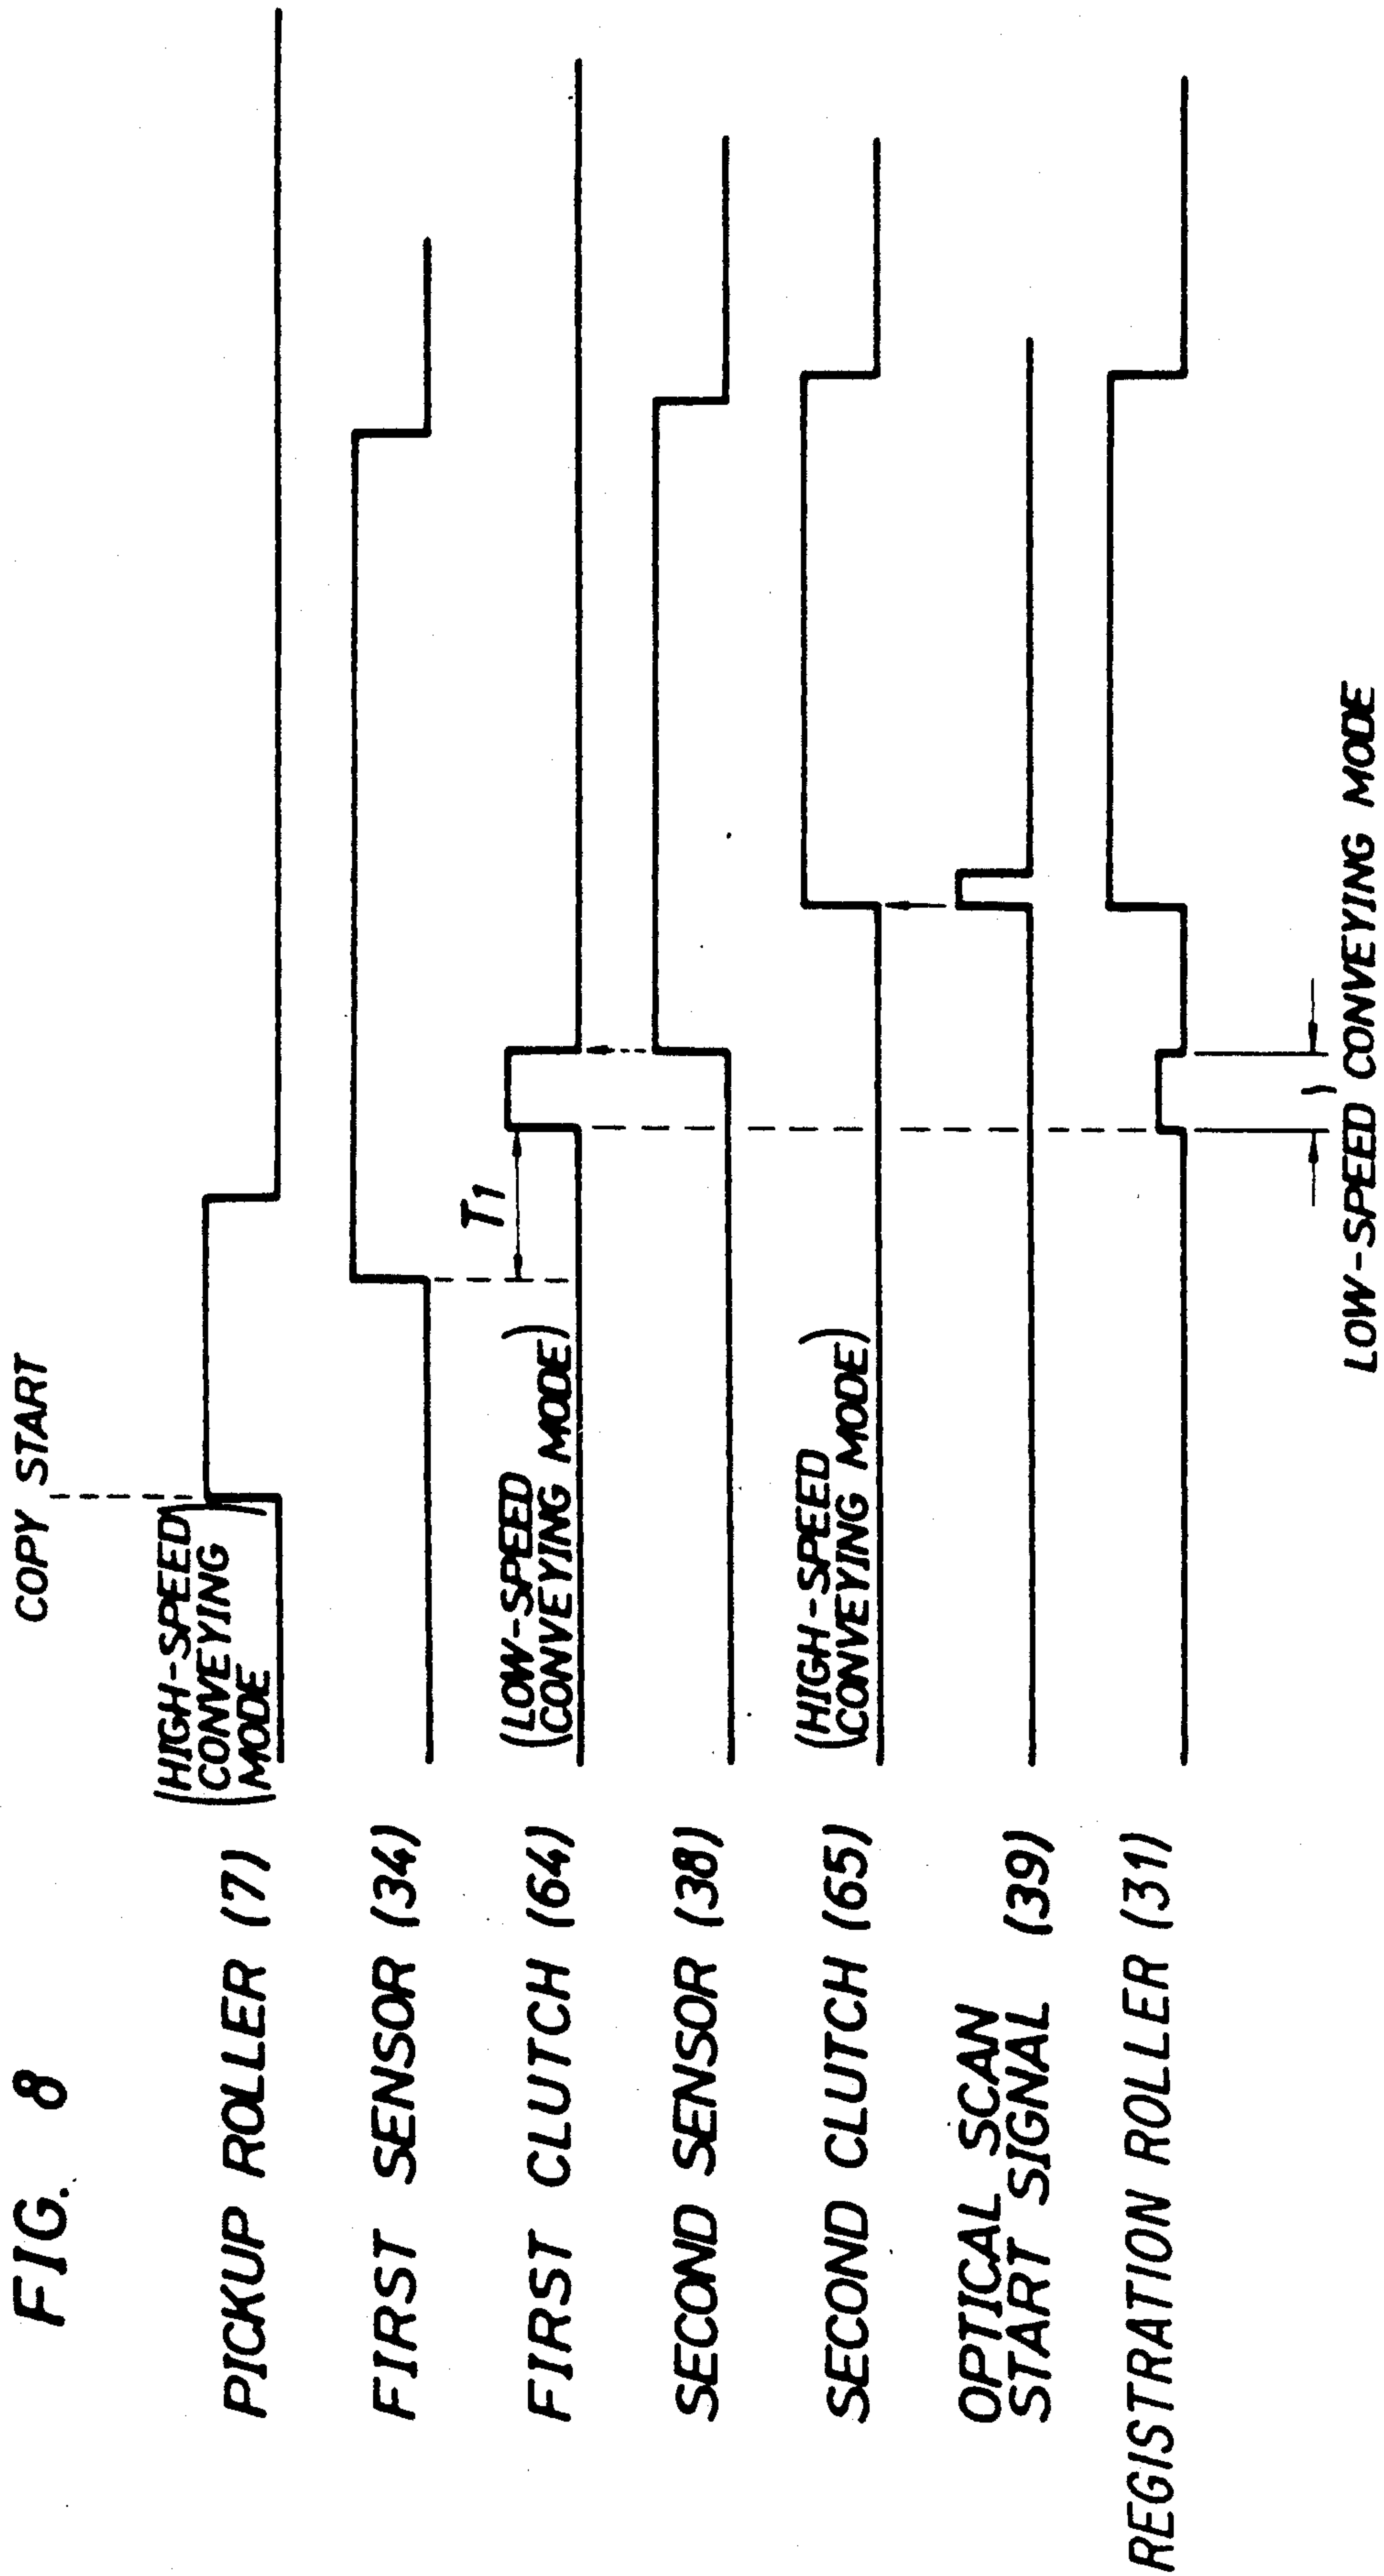 FIG. 8
COPY START
PICKUP ROLLER (7)
(HIGH-SPEED
CONVEYING
MODE)
FIRST SENSOR (34)
T1
FIRST CLUTCH (64)
(LOW-SPEED
CONVEYING MODE)
SECOND SENSOR (38)
SECOND CLUTCH (65)
(HIGH-SPEED
CONVEYING MODE)
OPTICAL SCAN
START SIGNAL (39)
REGISTRATION ROLLER (31)
LOW-SPEED CONVEYING MODE